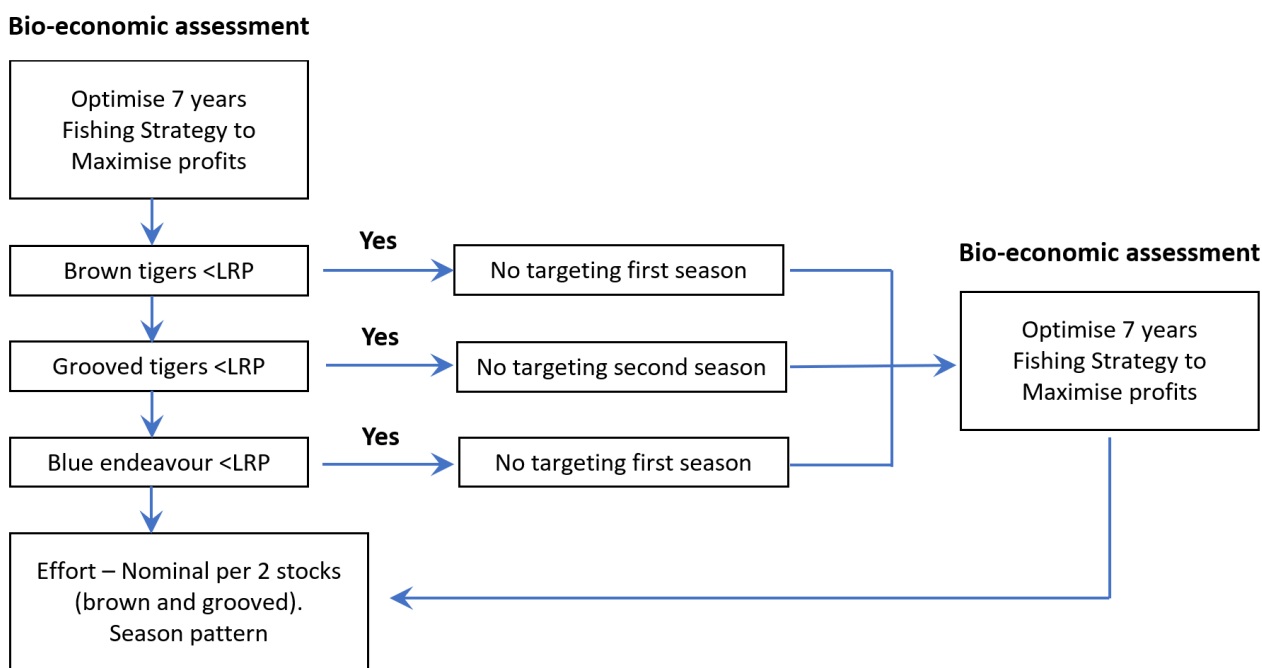 Bio-economic assessment
Optimise 7 years
Fishing Strategy to
Maximise profits
Brown tigers <LRP
Yes
No targeting first season
Grooved tigers <LRP
Yes
No targeting second season
Blue endeavour <LRP
Yes
No targeting first season
Bio-economic assessment
Optimise 7 years
Fishing Strategy to
Maximise profits
Effort – Nominal per 2 stocks
(brown and grooved).
Season pattern